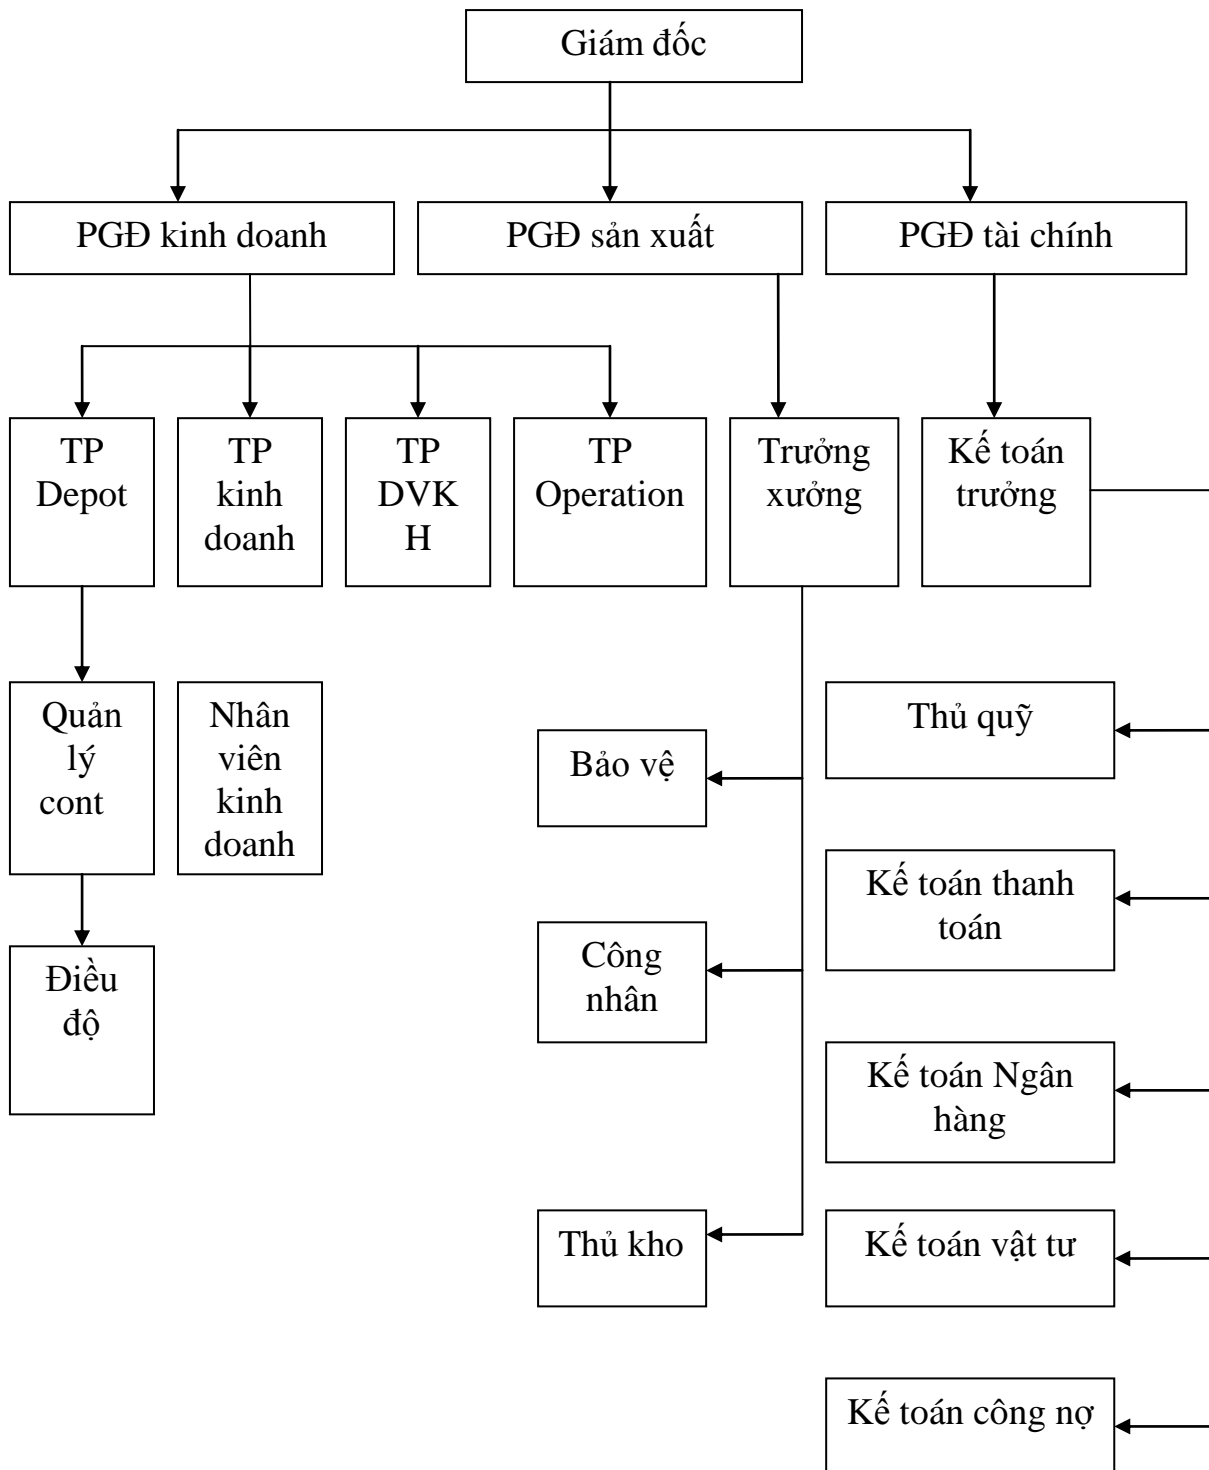 Giám đốc
PGĐ kinh doanh
PGĐ sản xuất
PGĐ tài chính
TP
Depot
TP
kinh
doanh
TP
DVK
H
TP
Operation
Trưởng
xưởng
Kế toán
trưởng
Quản
lý
cont
Nhân
viên
kinh
doanh
Bảo vệ
Thủ quỹ
Kế toán thanh
toán
Điều
độ
Công
nhân
Kế toán Ngân
hàng
Thủ kho
Kế toán vật tư
Kế toán công nợ